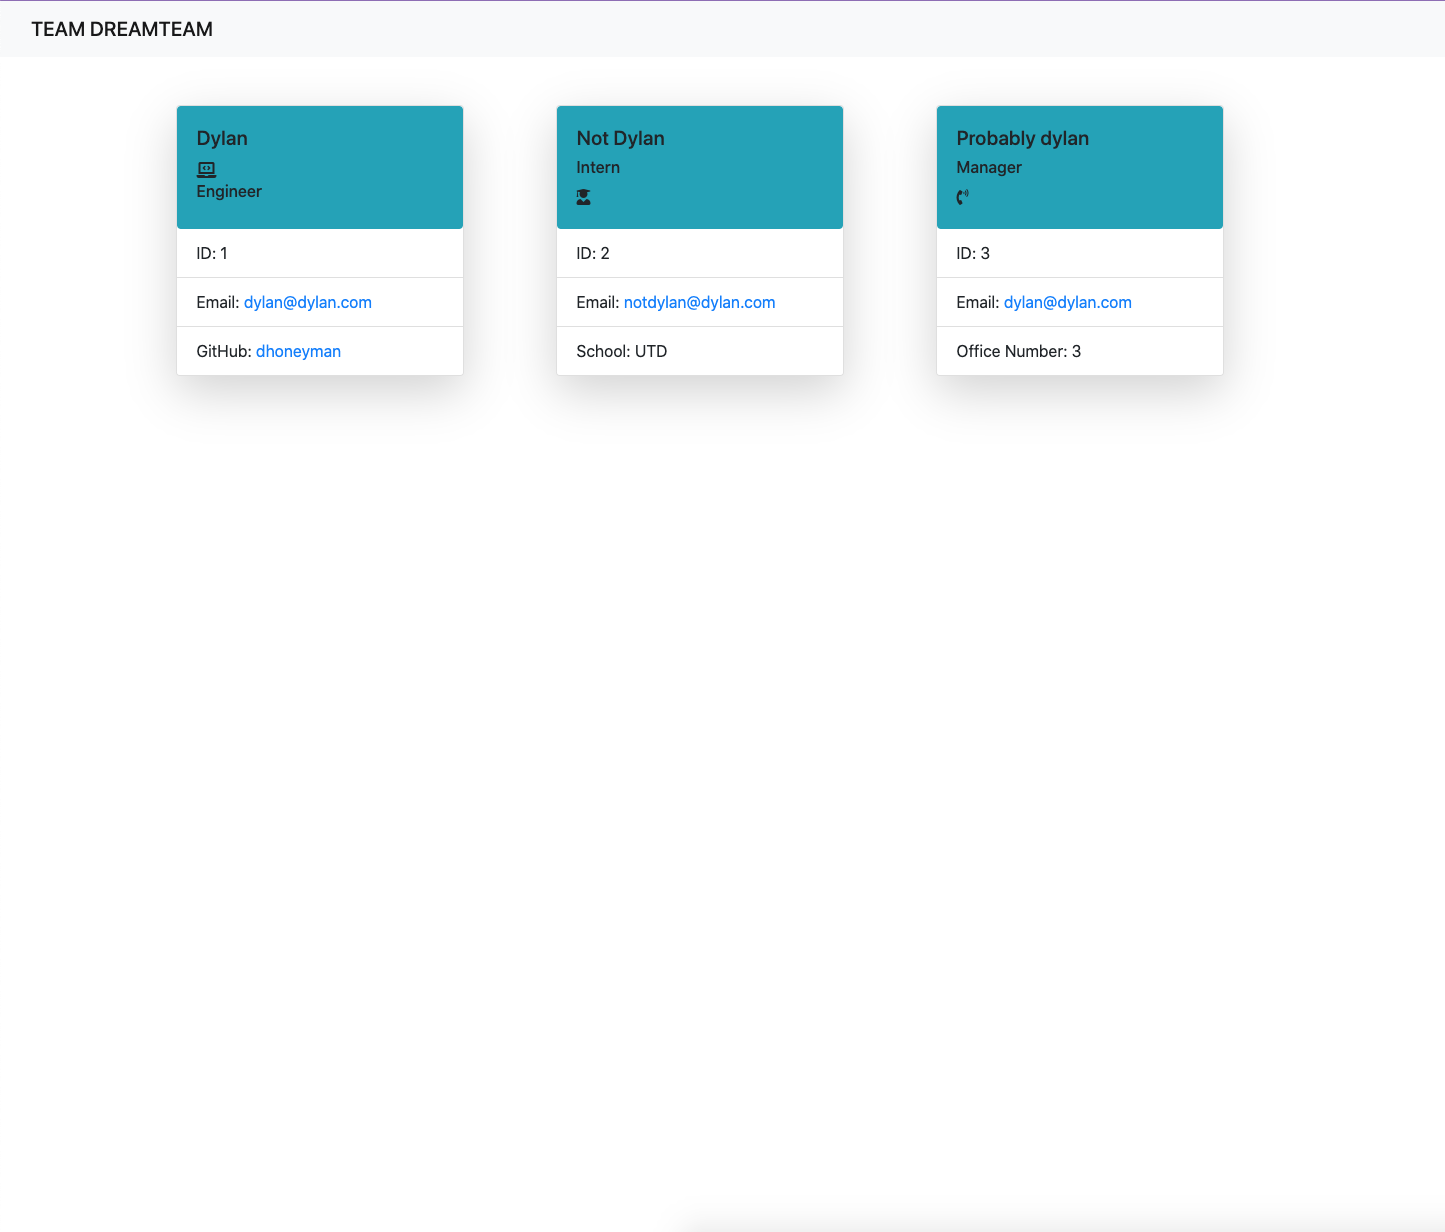 TEAM DREAMTEAM
Dylan
Engineer
ID: 1
Email: dylan@dylan.com
GitHub: dhoneyman
Not Dylan
Intern
ID: 2
Email: notdylan@dylan.com
School: UTD
Probably dylan
Manager
ID: 3
Email: dylan@dylan.com
Office Number: 3